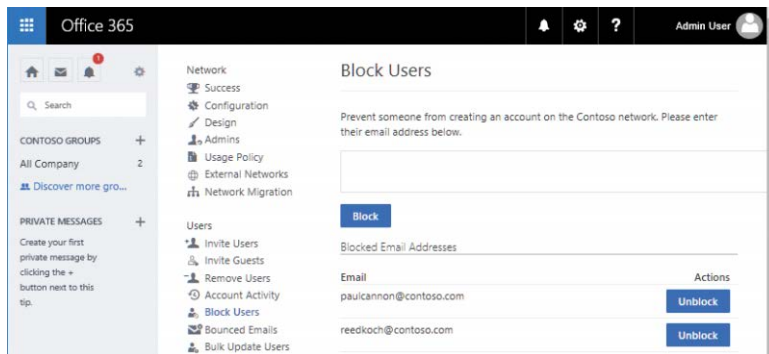 Office 365
?
Admin User
1
Search
CONTOSO GROUPS +
All Company 2
Discover more gro...
PRIVATE MESSAGES +
Create your first
private message by
clicking the +
button next to this
tip.
Network
Success
Configuration
Design
Admins
Usage Policy
External Networks
Network Migration
Users
Invite Users
Invite Guests
Remove Users
Account Activity
Block Users
Bounced Emails
Bulk Update Users
Block Users
Prevent someone from creating an account on the Contoso network. Please enter
their email address below.
Block
Blocked Email Addresses
Email Actions
paulcannon@contoso.com Unblock
reedkoch@contoso.com Unblock